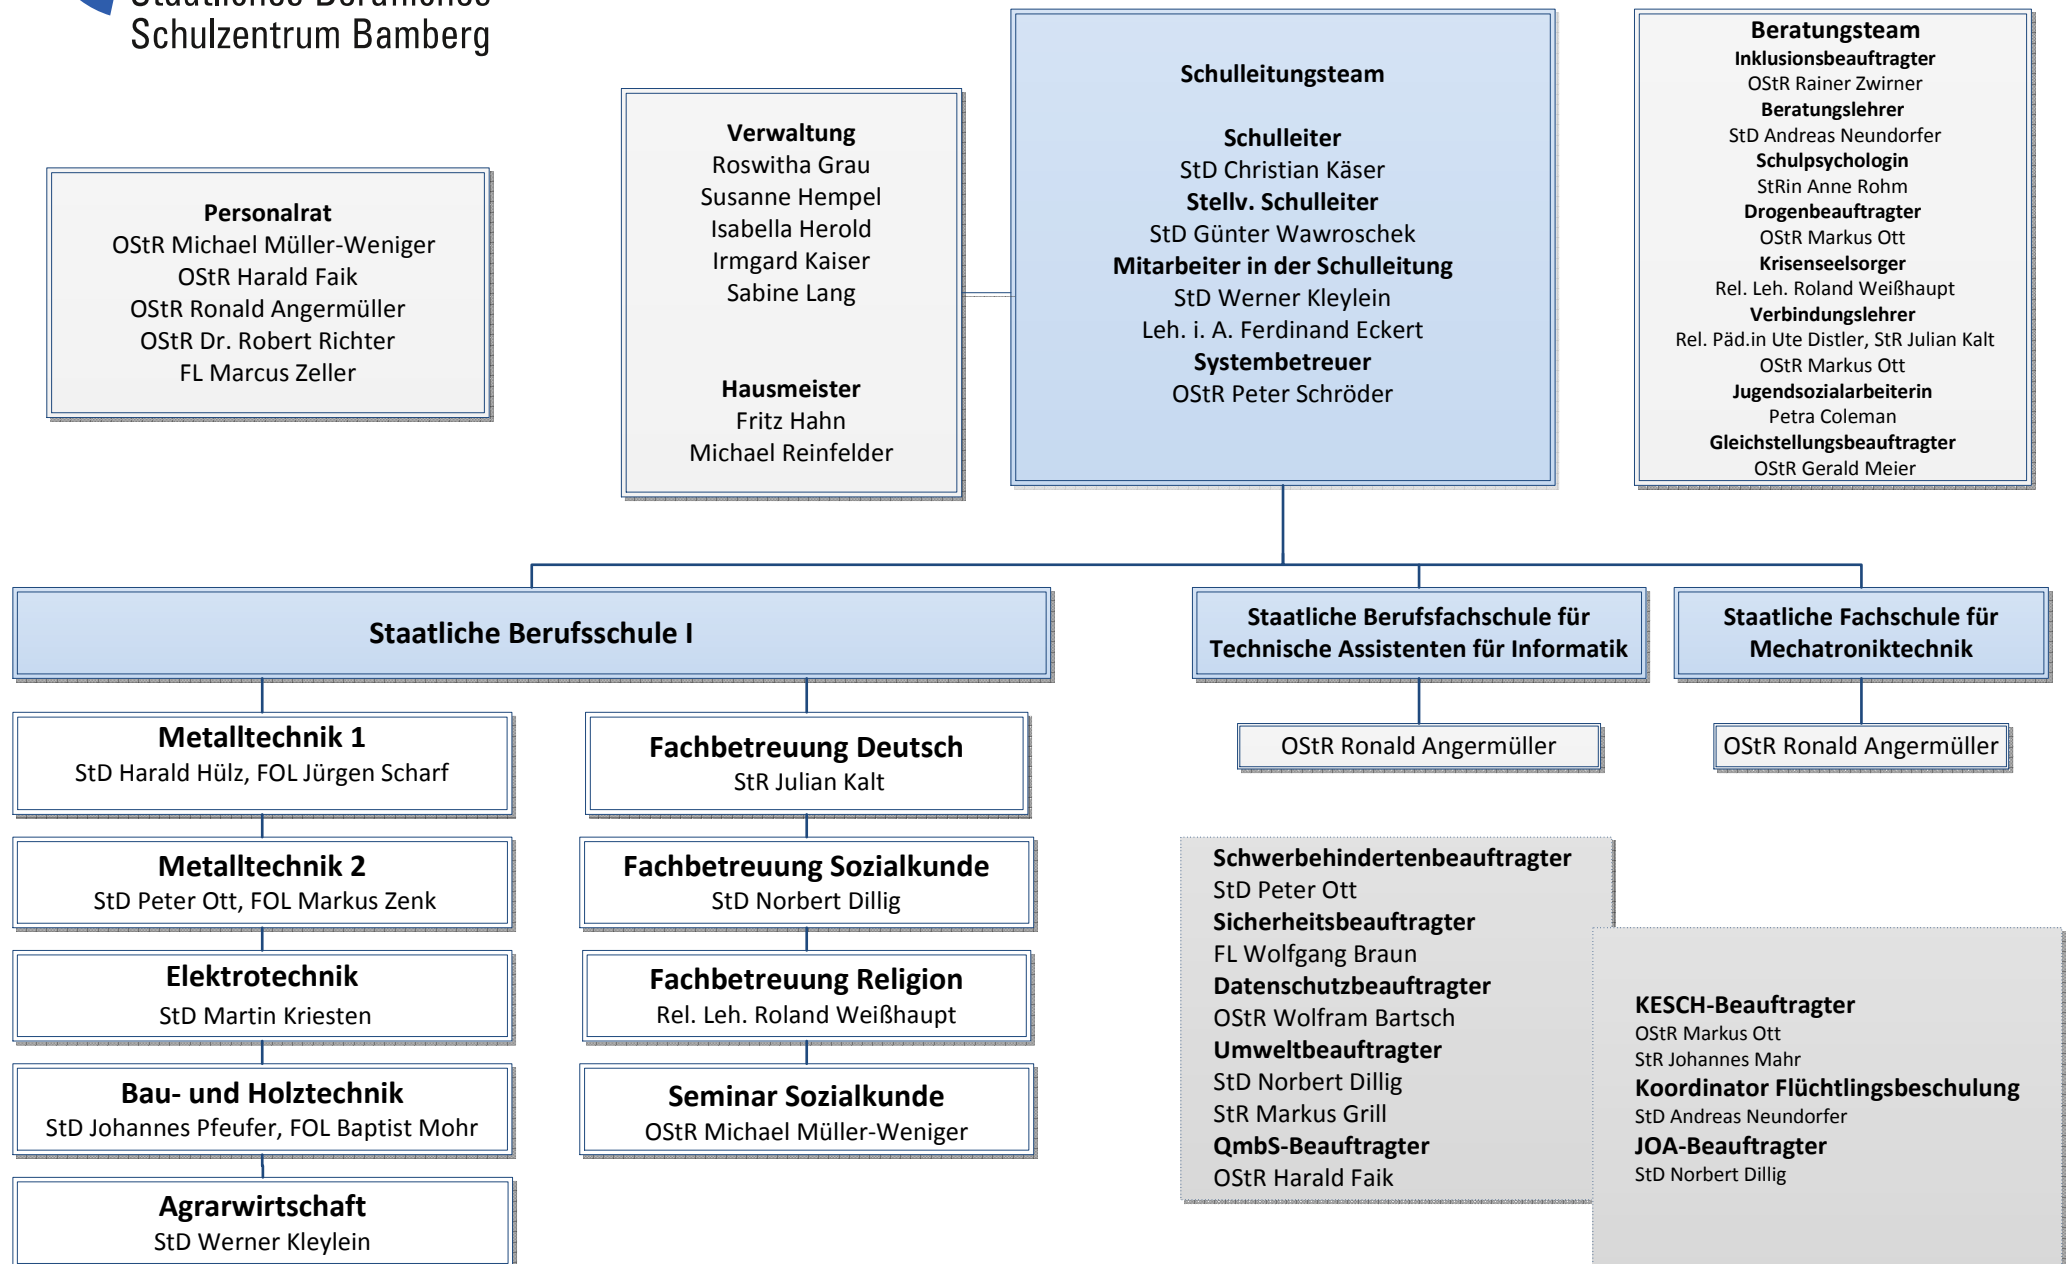 Staatliches Berufliches
Schulzentrum Bamberg
Personalrat
OStR Michael Müller-Weniger
OStR Harald Faik
OStR Ronald Angermüller
OStR Dr. Robert Richter
FL Marcus Zeller
Verwaltung
Roswitha Grau
Susanne Hempel
Isabella Herold
Irmgard Kaiser
Sabine Lang
Hausmeister
Fritz Hahn
Michael Reinfelder
Schulleitungsteam
Schulleiter
StD Christian Käser
Stellv. Schulleiter
StD Günter Wawroschek
Mitarbeiter in der Schulleitung
StD Werner Kleylein
Leh. i. A. Ferdinand Eckert
Systembetreuer
OStR Peter Schröder
Beratungsteam
Inklusionsbeauftragter
OStR Rainer Zwirner
Beratungslehrer
StD Andreas Neundorfer
Schulpsychologin
StRin Anne Rohm
Drogenbeauftragter
OStR Markus Ott
Krisenseelsorger
Rel. Leh. Roland Weißhaupt
Verbindungslehrer
Rel. Päd.in Ute Distler, StR Julian Kalt
OStR Markus Ott
Jugendsozialarbeiterin
Petra Coleman
Gleichstellungsbeauftragter
OStR Gerald Meier
Staatliche Berufsschule I
Metalltechnik 1
StD Harald Hülz, FOL Jürgen Scharf
Metalltechnik 2
StD Peter Ott, FOL Markus Zenk
Elektrotechnik
StD Martin Kriesten
Bau- und Holztechnik
StD Johannes Pfeufer, FOL Baptist Mohr
Agrarwirtschaft
StD Werner Kleylein
Fachbetreuung Deutsch
StR Julian Kalt
Fachbetreuung Sozialkunde
StD Norbert Dillig
Fachbetreuung Religion
Rel. Leh. Roland Weißhaupt
Seminar Sozialkunde
OStR Michael Müller-Weniger
Staatliche Berufsfachschule für
Technische Assistenten für Informatik
OStR Ronald Angermüller
Staatliche Fachschule für
Mechatroniktechnik
OStR Ronald Angermüller
Schwerbehindertenbeauftragter
StD Peter Ott
Sicherheitsbeauftragter
FL Wolfgang Braun
Datenschutzbeauftragter
OStR Wolfram Bartsch
Umweltbeauftragter
StD Norbert Dillig
StR Markus Grill
QmbS-Beauftragter
OStR Harald Faik
KESCH-Beauftragter
OStR Markus Ott
StR Johannes Mahr
Koordinator Flüchtlingsbeschulung
StD Andreas Neundorfer
JOA-Beauftragter
StD Norbert Dillig